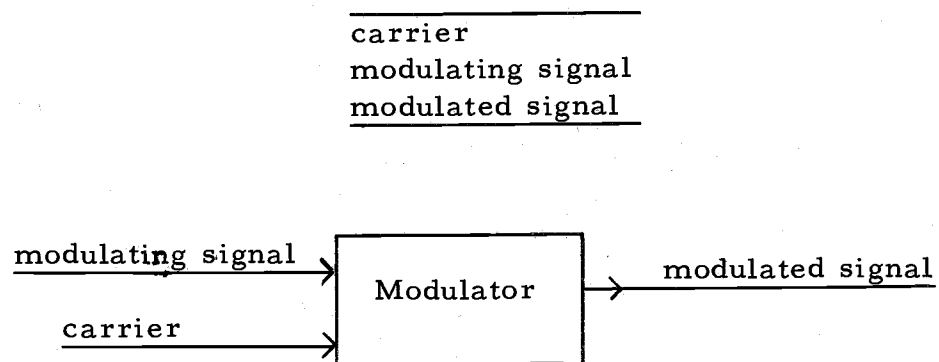 carrier
modulating signal
modulated signal
modulating signal
modulated signal
Modulator
carrier